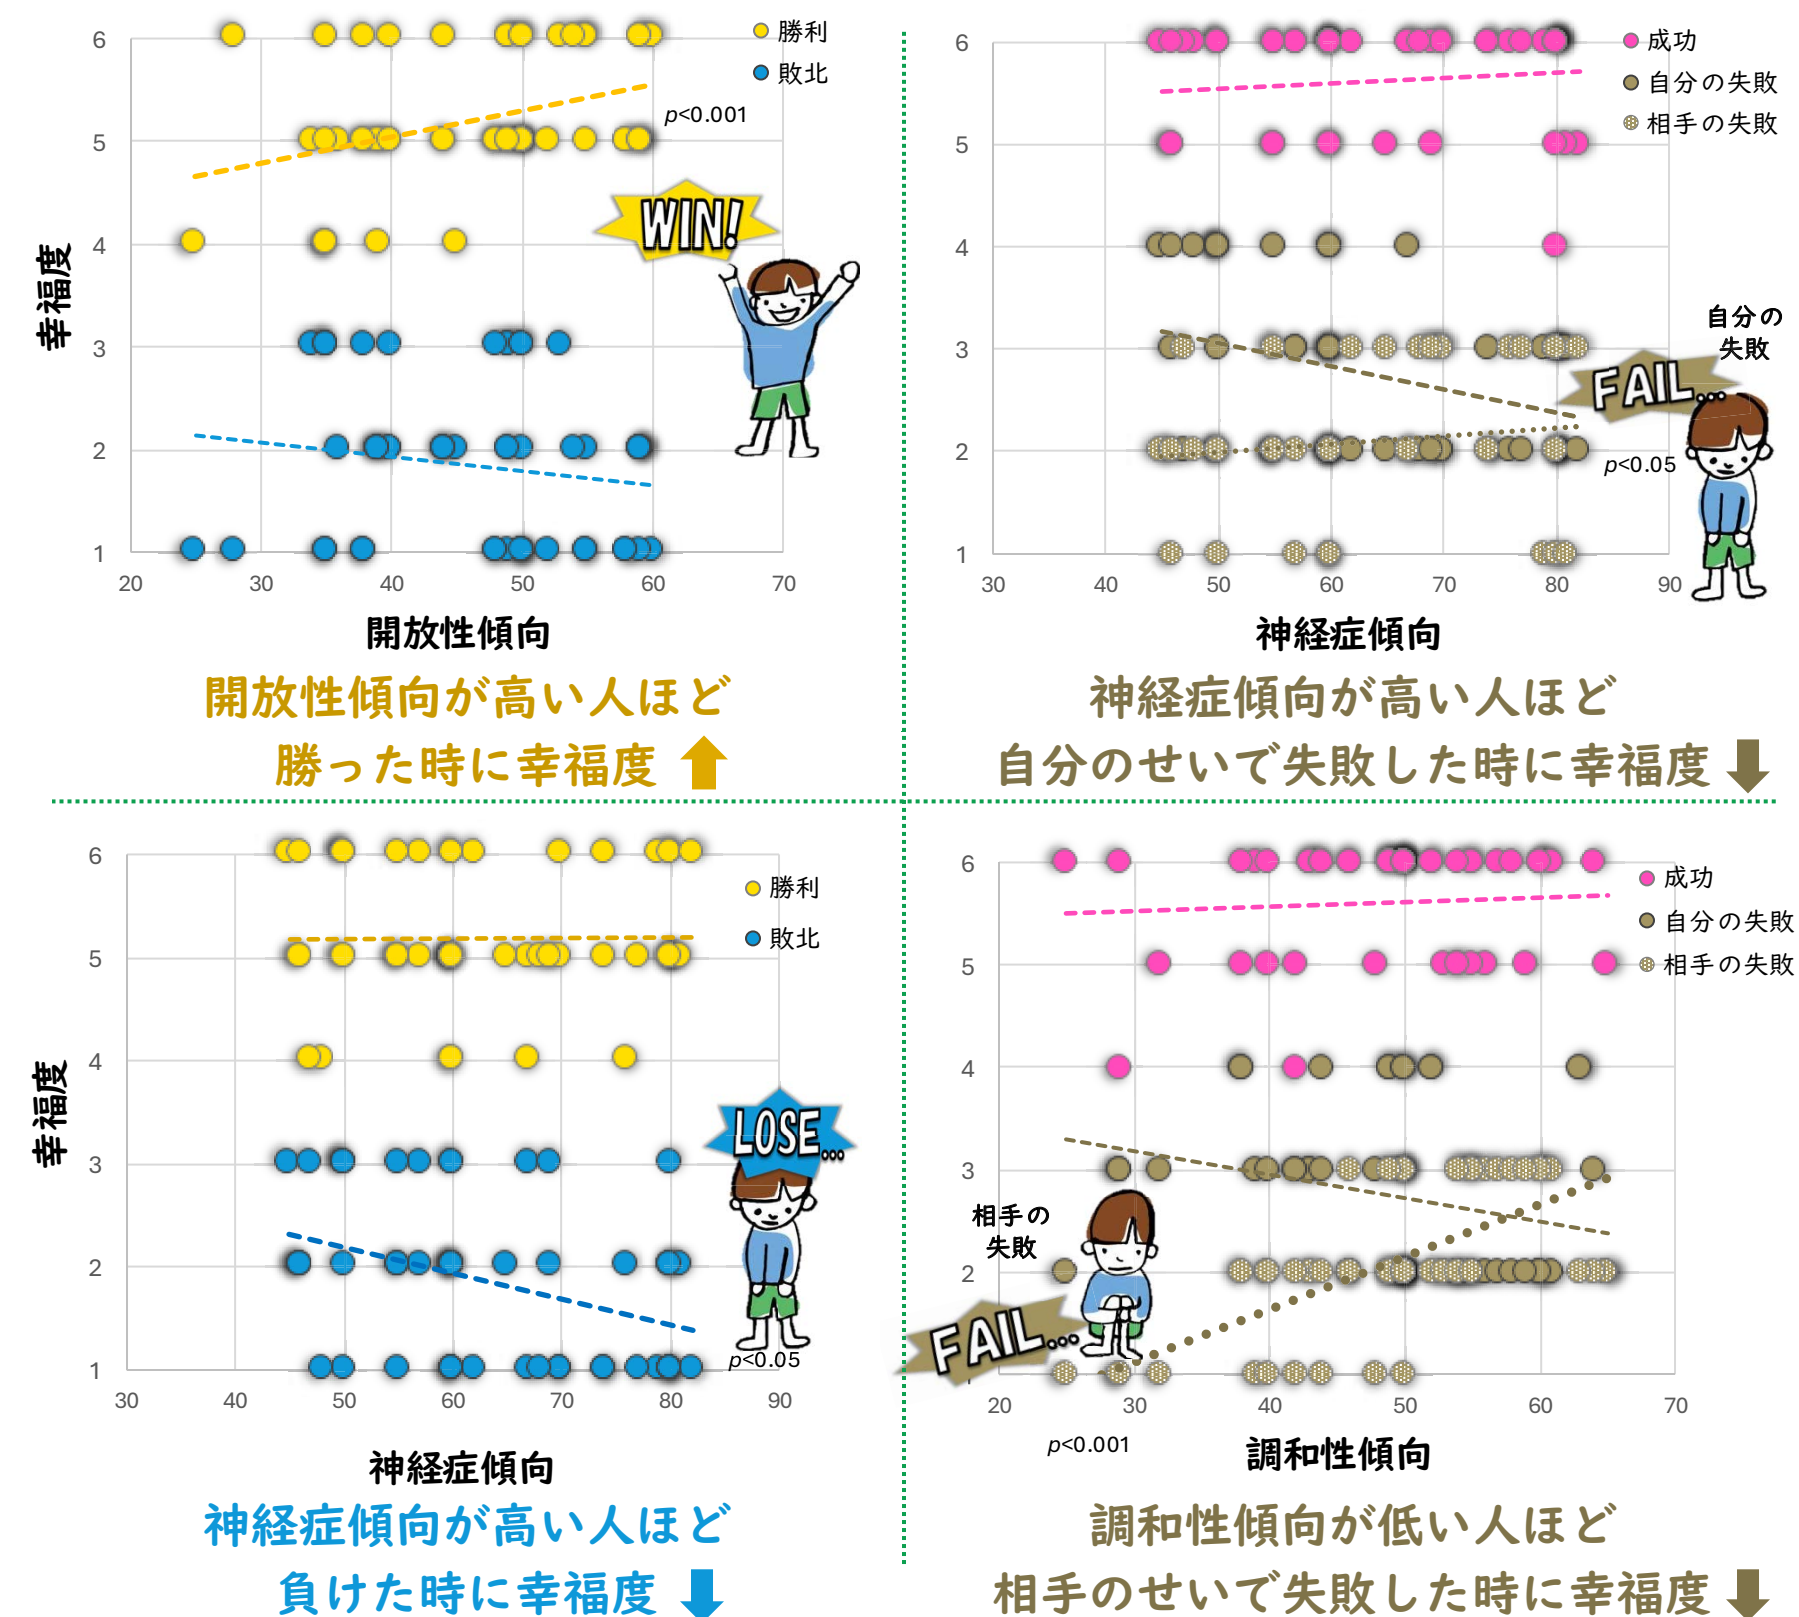 勝利
敗北
p<0.001
WIN!
幸福度
6
5
4
3
2
1
20 30 40 50 60 70
開放性傾向
開放性傾向が高い人ほど
勝った時に幸福度
成功
自分の失敗
相手の失敗
6
5
4
3
2
1
自分の
失敗
FAIL...
p<0.05
30 40 50 60 70 80 90
神経症傾向
神経症傾向が高い人ほど
自分のせいで失敗した時に幸福度
勝利
敗北
幸福度
6
5
4
3
2
1
LOSE...
p<0.05
30 40 50 60 70 80 90
神経症傾向
神経症傾向が高い人ほど
負けた時に幸福度
成功
自分の失敗
相手の失敗
6
5
4
3
2
相手の
失敗
FAIL...
20 30 40 50 60 70
p<0.001
調和性傾向
調和性傾向が低い人ほど
相手のせいで失敗した時に幸福度